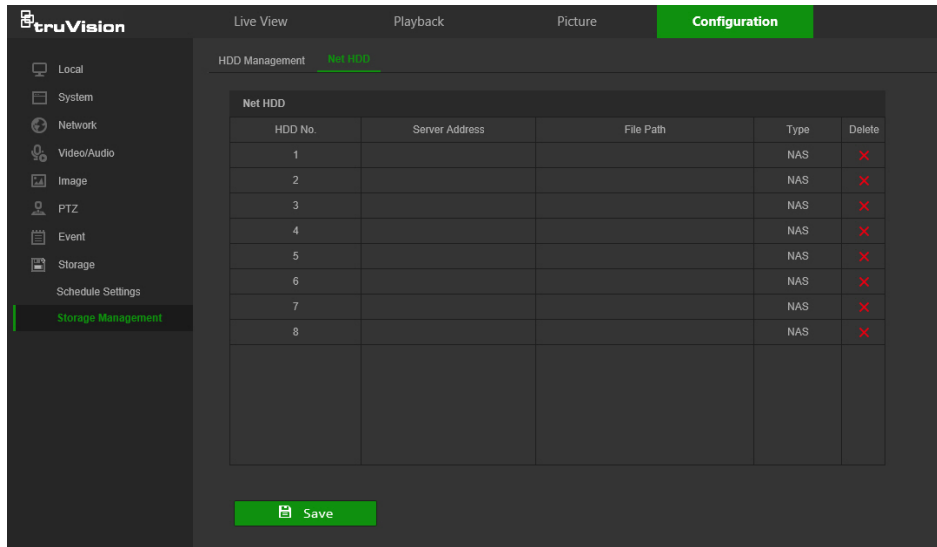 truVision
Live View Playback Picture Configuration
Local
System
Network
Video/Audio
Image
PTZ
Event
Storage
Schedule Settings
Storage Management
HDD Management Net HDD
Net HDD
HDD No. Server Address File Path Type Delete
1 NAS
2 NAS
3 NAS
4 NAS
5 NAS
6 NAS
7 NAS
8 NAS
Save